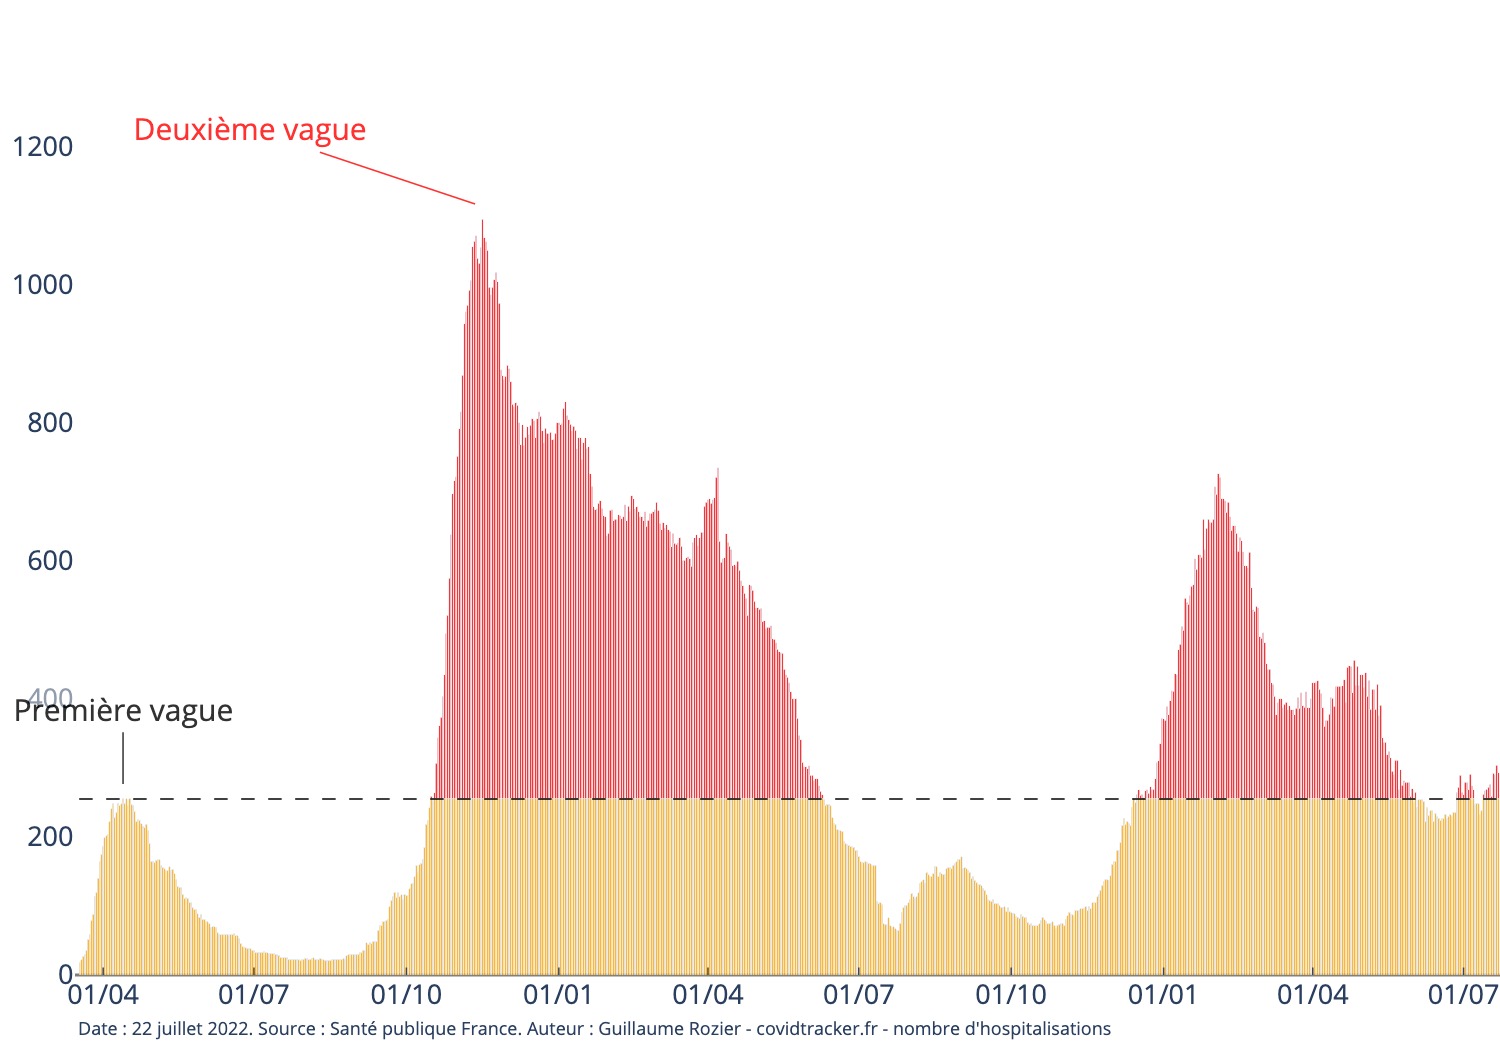 Deuxième vague
1200
1000
800
600
400
Première vague
200
0
01/04 01/07 01/10 01/01 01/04 01/07 01/10 01/01 01/04 01/07
Date : 22 juillet 2022. Source : Santé publique France. Auteur : Guillaume Rozier - covidtracker.fr - nombre d'hospitalisations